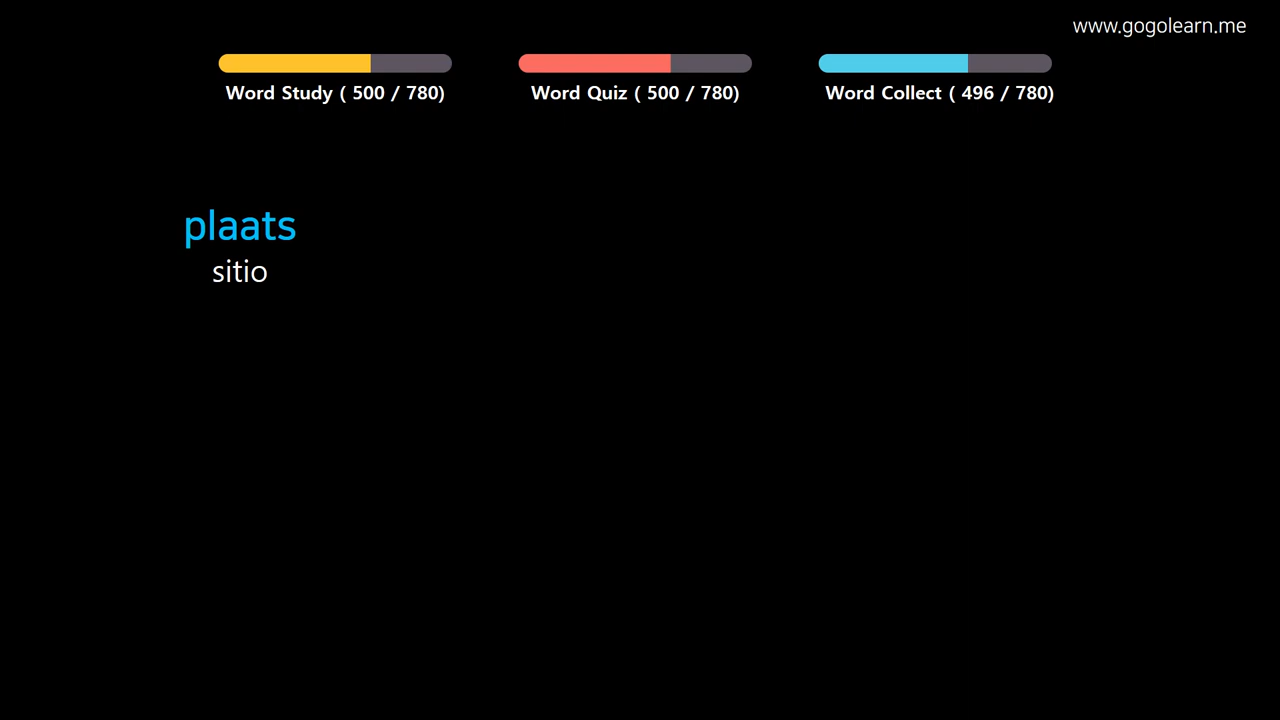 www.gogolearn.me
Word Study ( 500 / 780)
Word Quiz ( 500 / 780)
Word Collect ( 496 / 780)
plaats
sitio